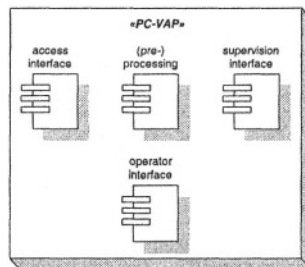 «PC-VAP»
access
interface
(pre-)
processing
supervision
interface
operator
interface